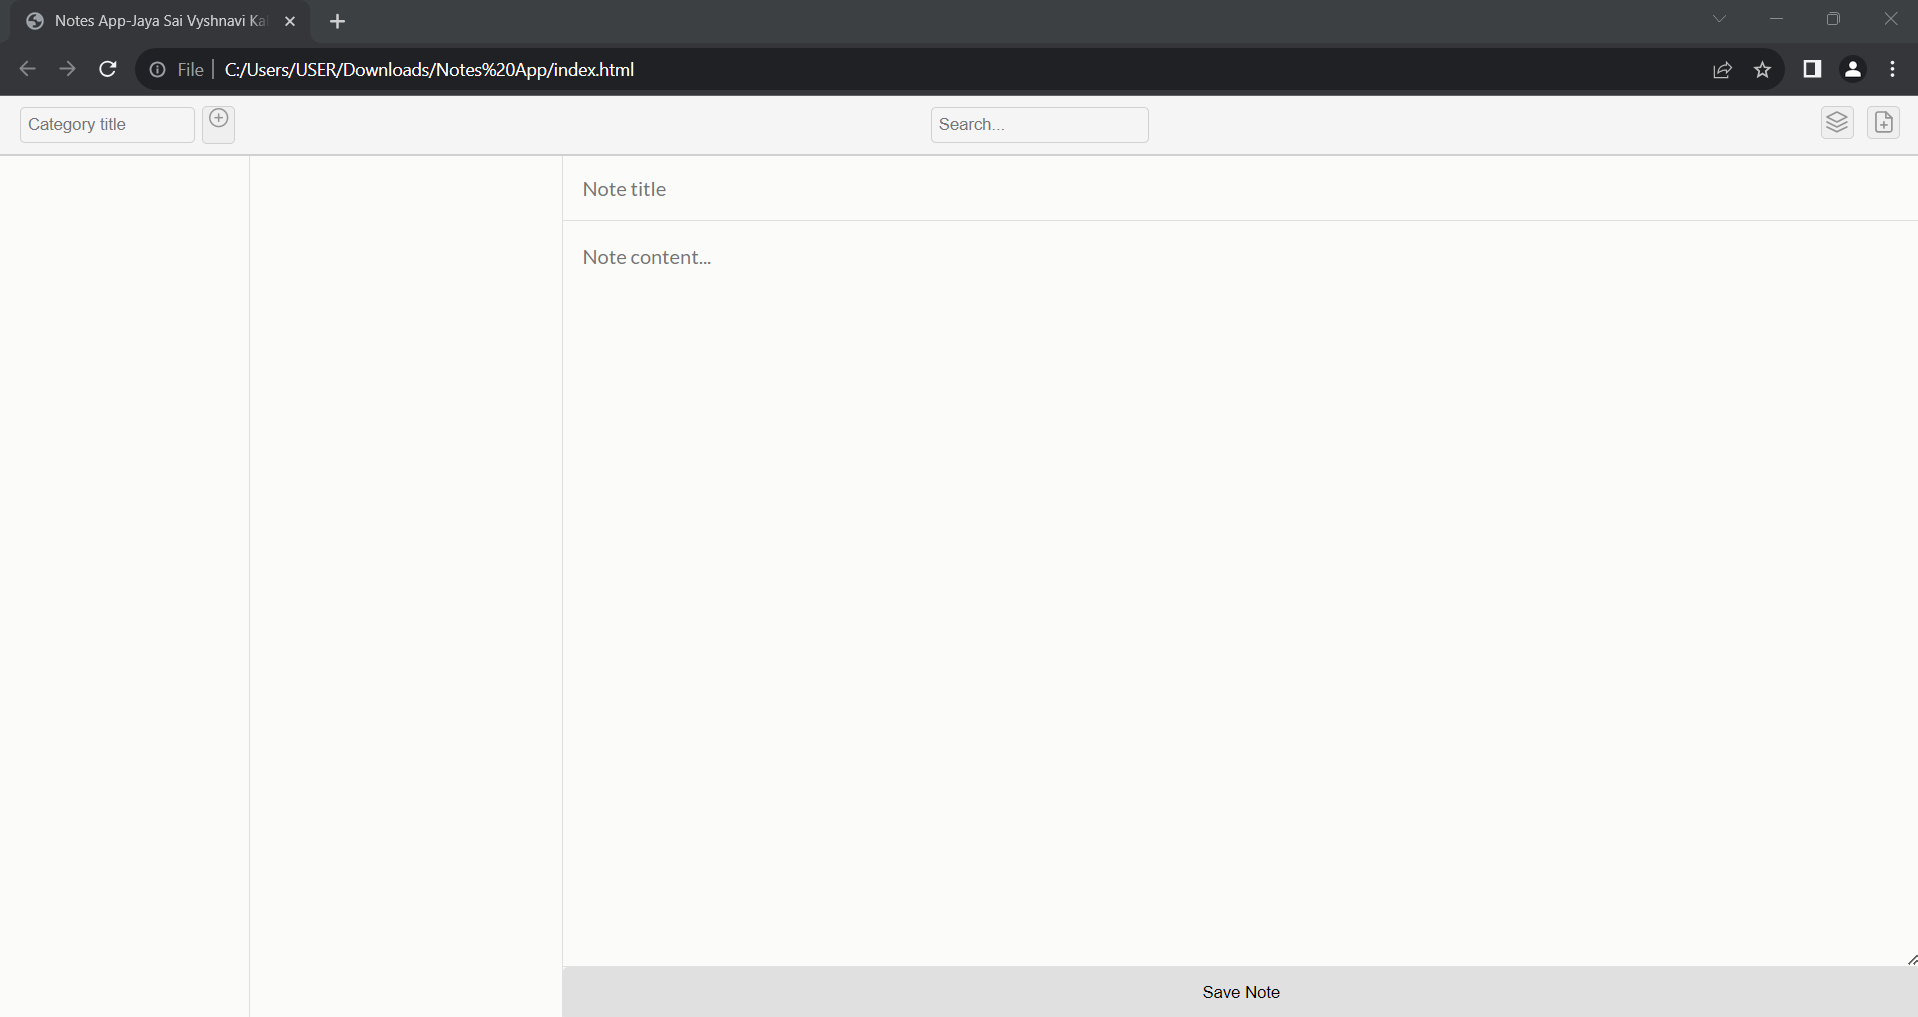 Notes App-Jaya Sai Vyshnavi Ka
File
C:/Users/USER/Downloads/Notes%20App/index.html
Category title
Search...
Note title
Note content...
Save Note